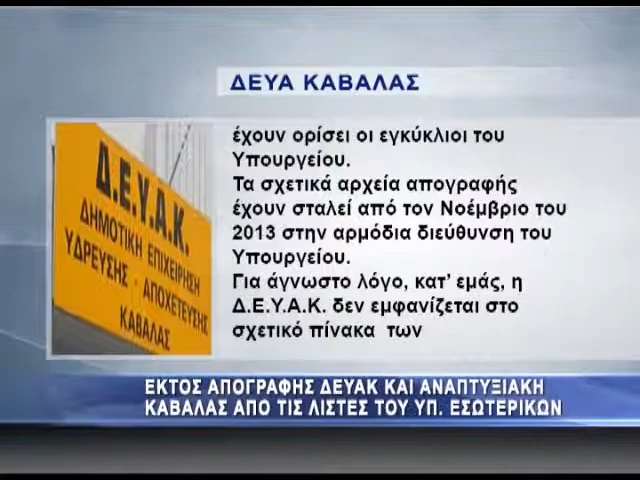 ΔΕΥΑ ΚΑΒΑΛΑΣ
έχουν ορίσει οι εγκύκλιοι του
Υπουργείου.
Τα σχετικά αρχεία απογραφής
έχουν σταλεί από τον Νοέμβριο του
2013 στην αρμόδια διεύθυνση του
Υπουργείου.
Για άγνωστο λόγο, κατ’ εμάς, η
Δ.Ε.Υ.Α.Κ. δεν εμφανίζεται στο
σχετικό πίνακα των
Δ.Ε.Υ.Α.Κ.
ΔΗΜΟΤΙΚΗ ΕΠΙΧΕΙΡΗΣΗ
ΥΔΡΕΥΣΗΣ - ΑΠΟΧΕΤΕΥΣΗΣ
ΚΑΒΑΛΑΣ
ΕΚΤΟΣ ΑΠΟΓΡΑΦΗΣ ΔΕΥΑΚ ΚΑΙ ΑΝΑΠΤΥΞΙΑΚΗ
ΚΑΒΑΛΑΣ ΑΠΟ ΤΙΣ ΛΙΣΤΕΣ ΤΟΥ ΥΠ. ΕΣΩΤΕΡΙΚΩΝ